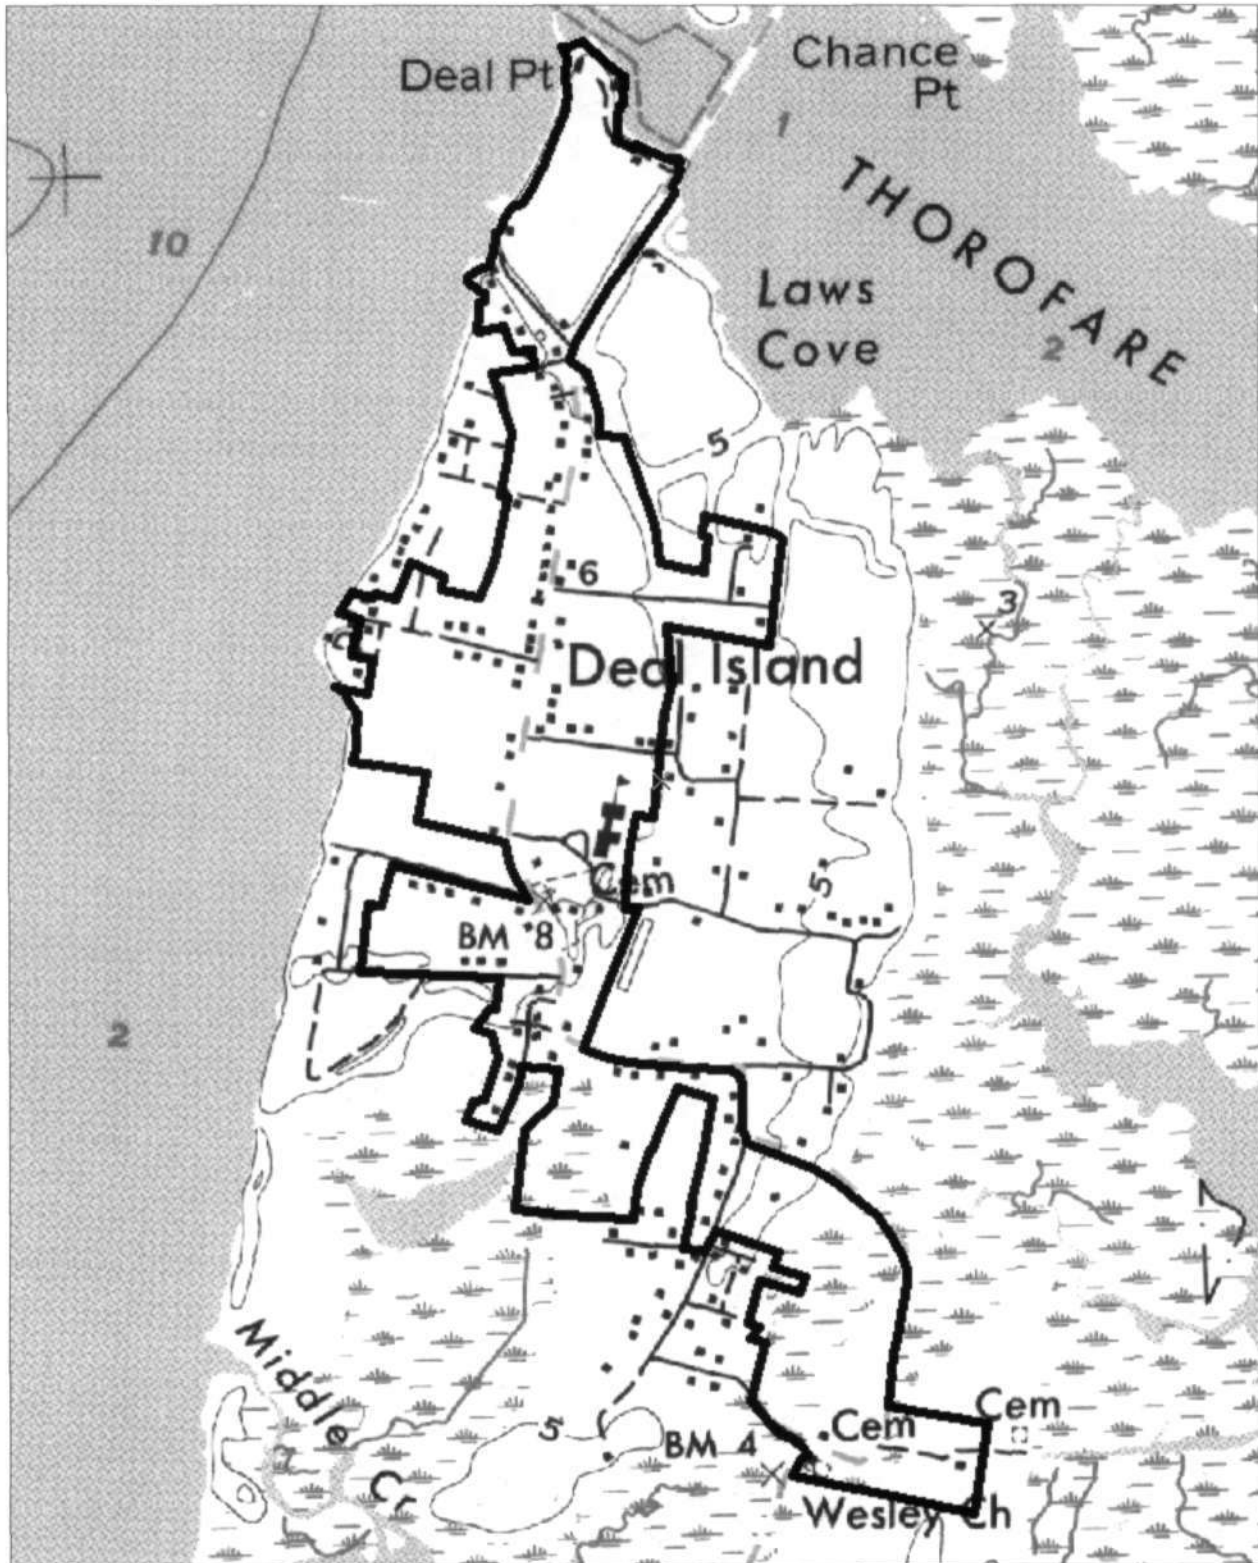 Deal Pt
Chance
Pt
1
THOROFARE
10
Laws
Cove
2
5
6
3
Deal Island
Cem
5
BM 8
2
Middle
Cr
5
BM 4
Cem
Cem
Wesley Ch